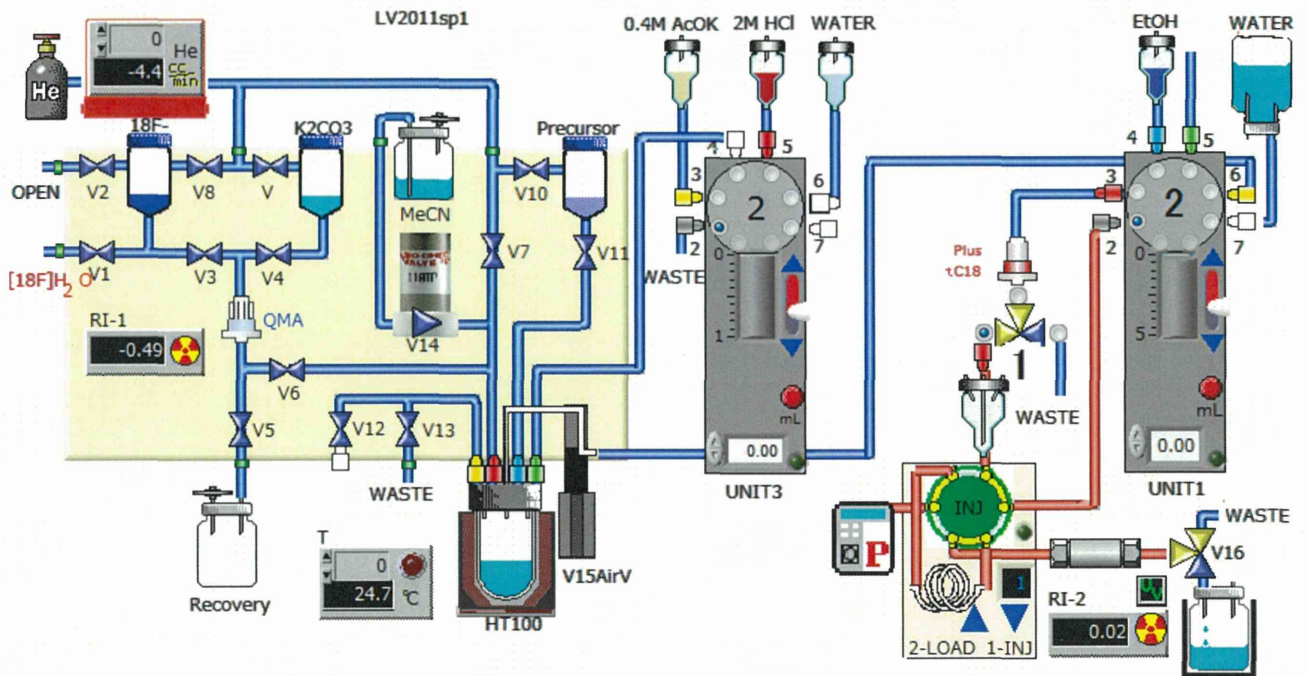 LV2011sp1
He
0
He
-4.4
cc
min
18F-
K2CO3
Precursor
0.4M AcOK
2M HCl
WATER
EtOH
WATER
OPEN
V2
V8
V
MeCN
V10
V1
V3
V4
V7
V11
[18F]H2O
QMA
RI-1
-0.49
V14
V6
V5
V12
V13
WASTE
Recovery
T
0
24.7
℃
HT100
V15AirV
4
5
3
6
2
2
7
WASTE
0
1
mL
0.00
UNIT3
4
5
3
6
2
2
7
0
5
mL
0.00
UNIT1
Plus
tC18
1
WASTE
INJ
P
1
2-LOAD 1-INJ
WASTE
V16
UV
RI-2
0.02